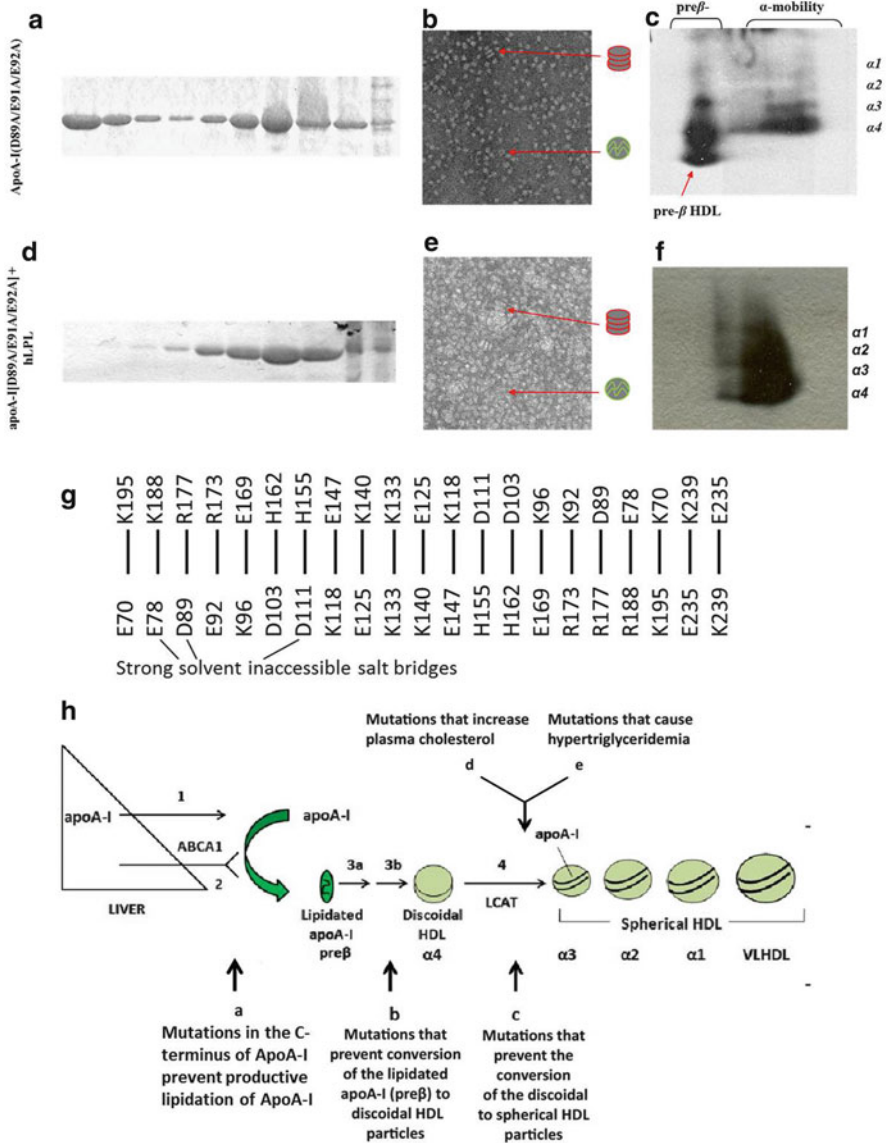 a
ApoA-I(D89A/E91A/E92A)
b
c
preβ-
α-mobility
α1
α2
α3
α4
pre-β HDL
d
apoA-I[D89A/E91A/E92A]+
hLPL
e
f
α1
α2
α3
α4
g
K195 K188 R177 R173 E169 H162 H155 E147 K140 K133 E125 K118 D111 D103 K96 K92 D89 E78 K70 K239 E235
E70 E78 D89 E92 K96 D103 D111 K118 E125 K133 K140 E147 H155 H162 E169 R173 R177 R188 K195 E235 K239
Strong solvent inaccessible salt bridges
h
Mutations that increase
plasma cholesterol
d
Mutations that cause
hypertriglyceridemia
e
apoA-I
1
ABCA1
2
LIVER
apoA-I
Lipidated
apoA-I
preβ
3a
3b
Discoidal
HDL
α4
4
LCAT
apoA-I
Spherical HDL
α3
α2
α1
VLHDL
a
Mutations in the C-
terminus of ApoA-I
prevent productive
lipidation of ApoA-I
b
Mutations that
prevent conversion
of the lipidated
apoA-I (preβ) to
discoidal HDL
particles
c
Mutations that
prevent the
conversion
of the discoidal
to spherical HDL
particles